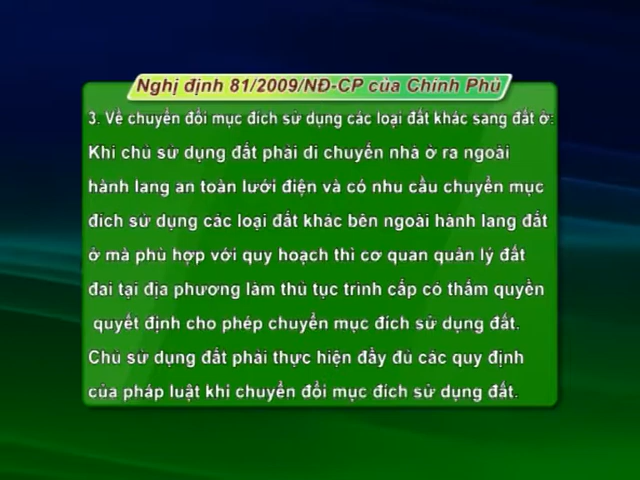 Nghị định 81/2009/NĐ-CP của Chính Phủ
3. Về chuyển đổi mục đích sử dụng các loại đất khác sang đất ở:
Khi chủ sử dụng đất phải di chuyển nhà ở ra ngoài
hành lang an toàn lưới điện và có nhu cầu chuyển mục
đích sử dụng các loại đất khác bên ngoài hành lang đất
ở mà phù hợp với quy hoạch thì cơ quan quản lý đất
đai tại địa phương làm thủ tục trình cấp có thẩm quyền
quyết định cho phép chuyển mục đích sử dụng đất.
Chủ sử dụng đất phải thực hiện đầy đủ các quy định
của pháp luật khi chuyển đổi mục đích sử dụng đất.